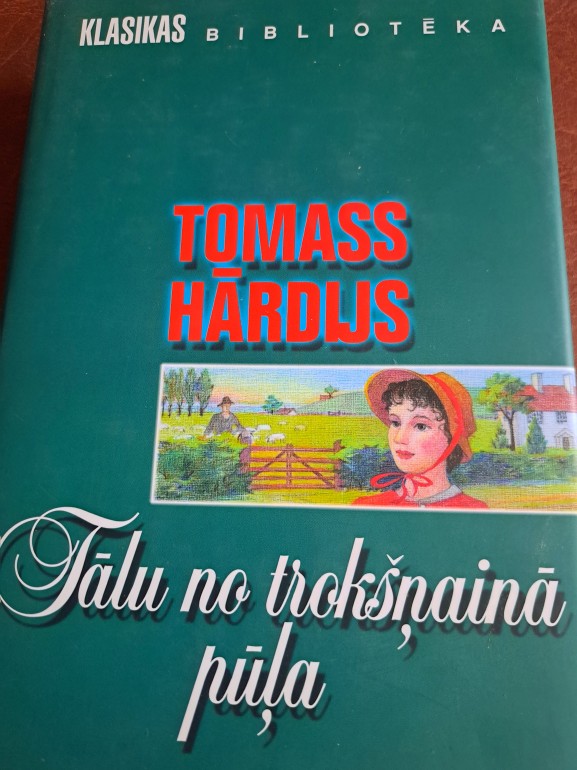 KLASIKAS BIBLIOTĒKA
TOMASS
HĀRDIJS
Tālu no trokšņainā
pūļa